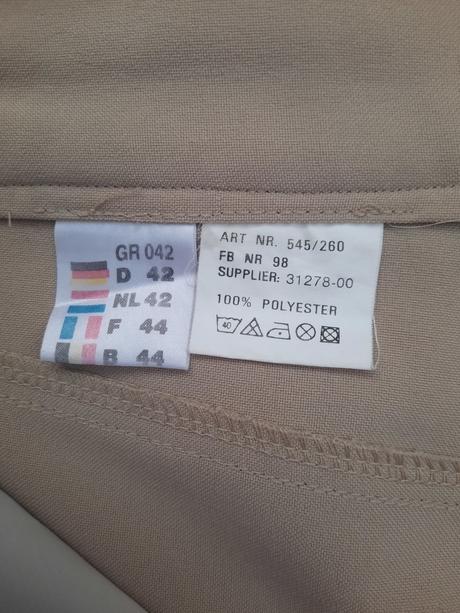 GR 042
D 42
NL 42
F 44
B 44
ART NR. 545/260
FB NR 98
SUPPLIER: 31278-00
100% POLYESTER
40